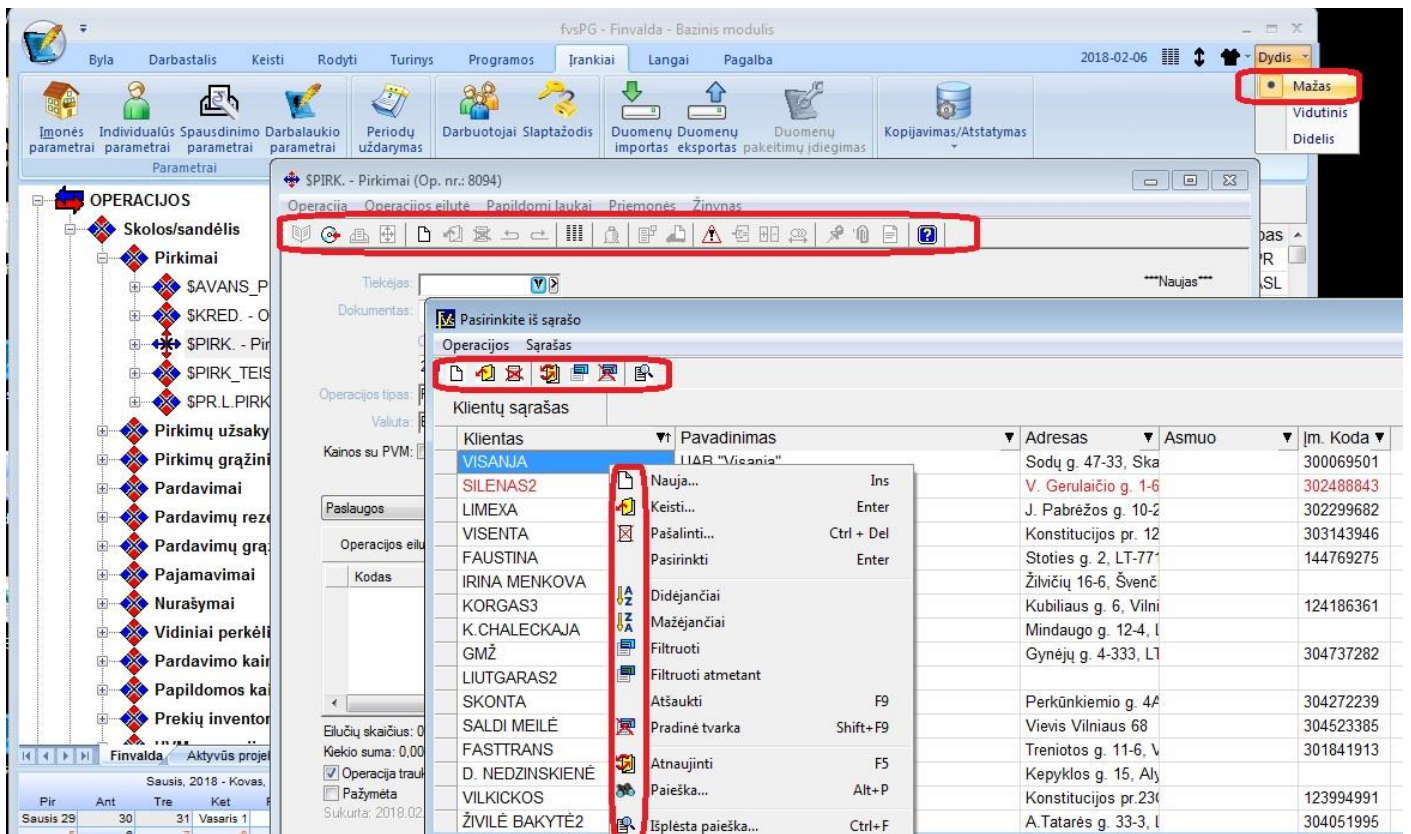 fvsPG - Finvalda - Bazinis modulis
Byla Darbastalis Keisti Rodyti Turinys Programos Įrankiai Langai Pagalba 2018-02-06 Dydis
Mažas
Vidutinis
Didelis
Įmonės parametrai
Individualūs parametrai
Spausdinimo parametrai
Darbalaukio parametrai
Periodų uždarymas
Darbuotojai
Slaptažodis
Duomenų importas
Duomenų eksportas
Duomenų pakeitimų įdiegimas
Kopijavimas/Atstatymas
Parametrai
OPERACIJOS
Skolos/sandėlis
Pirkimai
$AVANS_P
$KRED. - O
$PIRK. - Pir
$PIRK_TEIS
$PR.L.PIRK
Pirkimų užsaky
Pirkimų grąžini
Pardavimai
Pardavimų reze
Pardavimų grąž
Pajamavimai
Nurašymai
Vidiniai perkėli
Pardavimo kair
Papildomos kai
Prekių inventor
Finvalda Aktyvūs projel
Sausis, 2018 - Kovas,
Pir Ant Tre Ket
Sausis 29 30 31 Vasaris 1
$PIRK. - Pirkimai (Op. nr.: 8094)
Operacija Operacijos eilutė Papildomi laukai Priemonės Žinynas
Tiekėjas: ***Naujas***
Dokumentas:
Operacijos tipas:
Valiuta:
Kainos su PVM:
Paslaugos
Operacijos eilu
Kodas
Eilučių skaičius: 0
Kiekio suma: 0,00
Operacija trauk
Pažymėta
Sukurta: 2018.02
pas
PR
SL
Pasirinkite iš sąrašo
Operacijos Sąrašas
Klientų sąrašas
Klientas Pavadinimas Adresas Asmuo Įm. Koda
VISANJA UAB "Visanja" Sodų g. 47-33, Ska 300069501
SILENAS2 V. Gerulaičio g. 1-6 302488843
LIMEXA J. Pabrėžos g. 10-2 302299682
VISENTA Konstitucijos pr. 12 303143946
FAUSTINA Stoties g. 2, LT-771 144769275
IRINA MENKOVA Žilvičių 16-6, Švenč
KORGAS3 Kubiliaus g. 6, Vilni 124186361
K.CHALECKAJA Mindaugo g. 12-4, L
GMŽ Gynėjų g. 4-333, LT 304737282
LIUTGARAS2
SKONTA Perkūnkiemio g. 4A 304272239
SALDI MEILĖ Vievis Vilniaus 68 304523385
FASTTRANS Treniotos g. 11-6, V 301841913
D. NEDZINSKIENĖ Kepyklos g. 15, Aly
VILKICKOS Konstitucijos pr.23( 123994991
ŽIVILĖ BAKYTĖ2 A.Tatarės g. 33-3, I 304051995
Nauja... Ins
Keisti... Enter
Pašalinti... Ctrl + Del
Pasirinkti Enter
Didėjančiai
Mažėjančiai
Filtruoti
Filtruoti atmetant
Atšaukti F9
Pradinė tvarka Shift+F9
Atnaujinti F5
Paieška... Alt+P
Išplėsta paieška... Ctrl+F